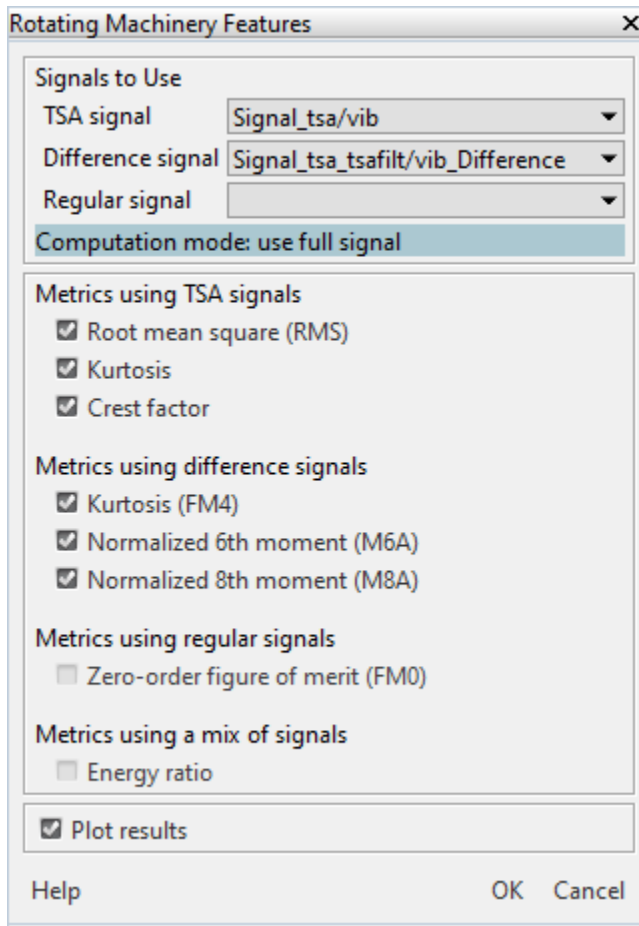 Rotating Machinery Features
Signals to Use
TSA signal Signal_tsa/vib
Difference signal Signal_tsa_tsafilt/vib_Difference
Regular signal
Computation mode: use full signal
Metrics using TSA signals
Root mean square (RMS)
Kurtosis
Crest factor
Metrics using difference signals
Kurtosis (FM4)
Normalized 6th moment (M6A)
Normalized 8th moment (M8A)
Metrics using regular signals
Zero-order figure of merit (FM0)
Metrics using a mix of signals
Energy ratio
Plot results
Help OK Cancel